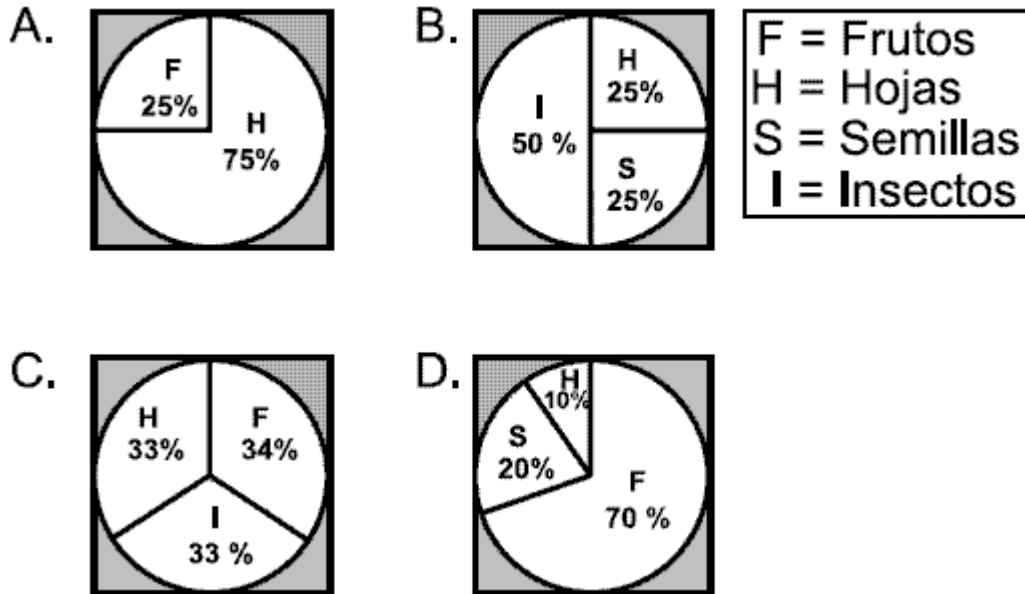 A.
F
25%
H
75%
B.
I
50 %
H
25%
S
25%
F = Frutos
H = Hojas
S = Semillas
I = Insectos
C.
H
33%
F
34%
I
33 %
D.
H
10%
S
20%
F
70 %